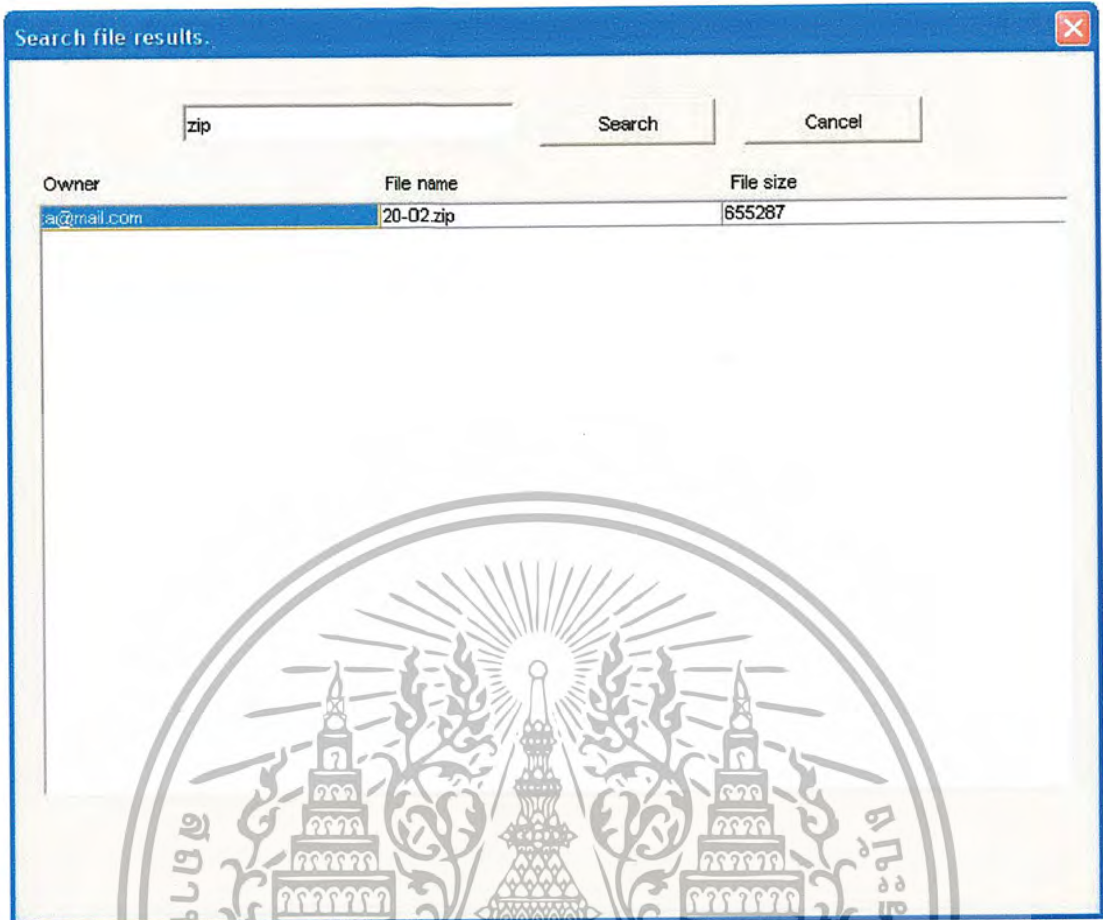 Search file results.
zip
Search
Cancel
Owner
File name
File size
a@mail.com
20-02.zip
655287